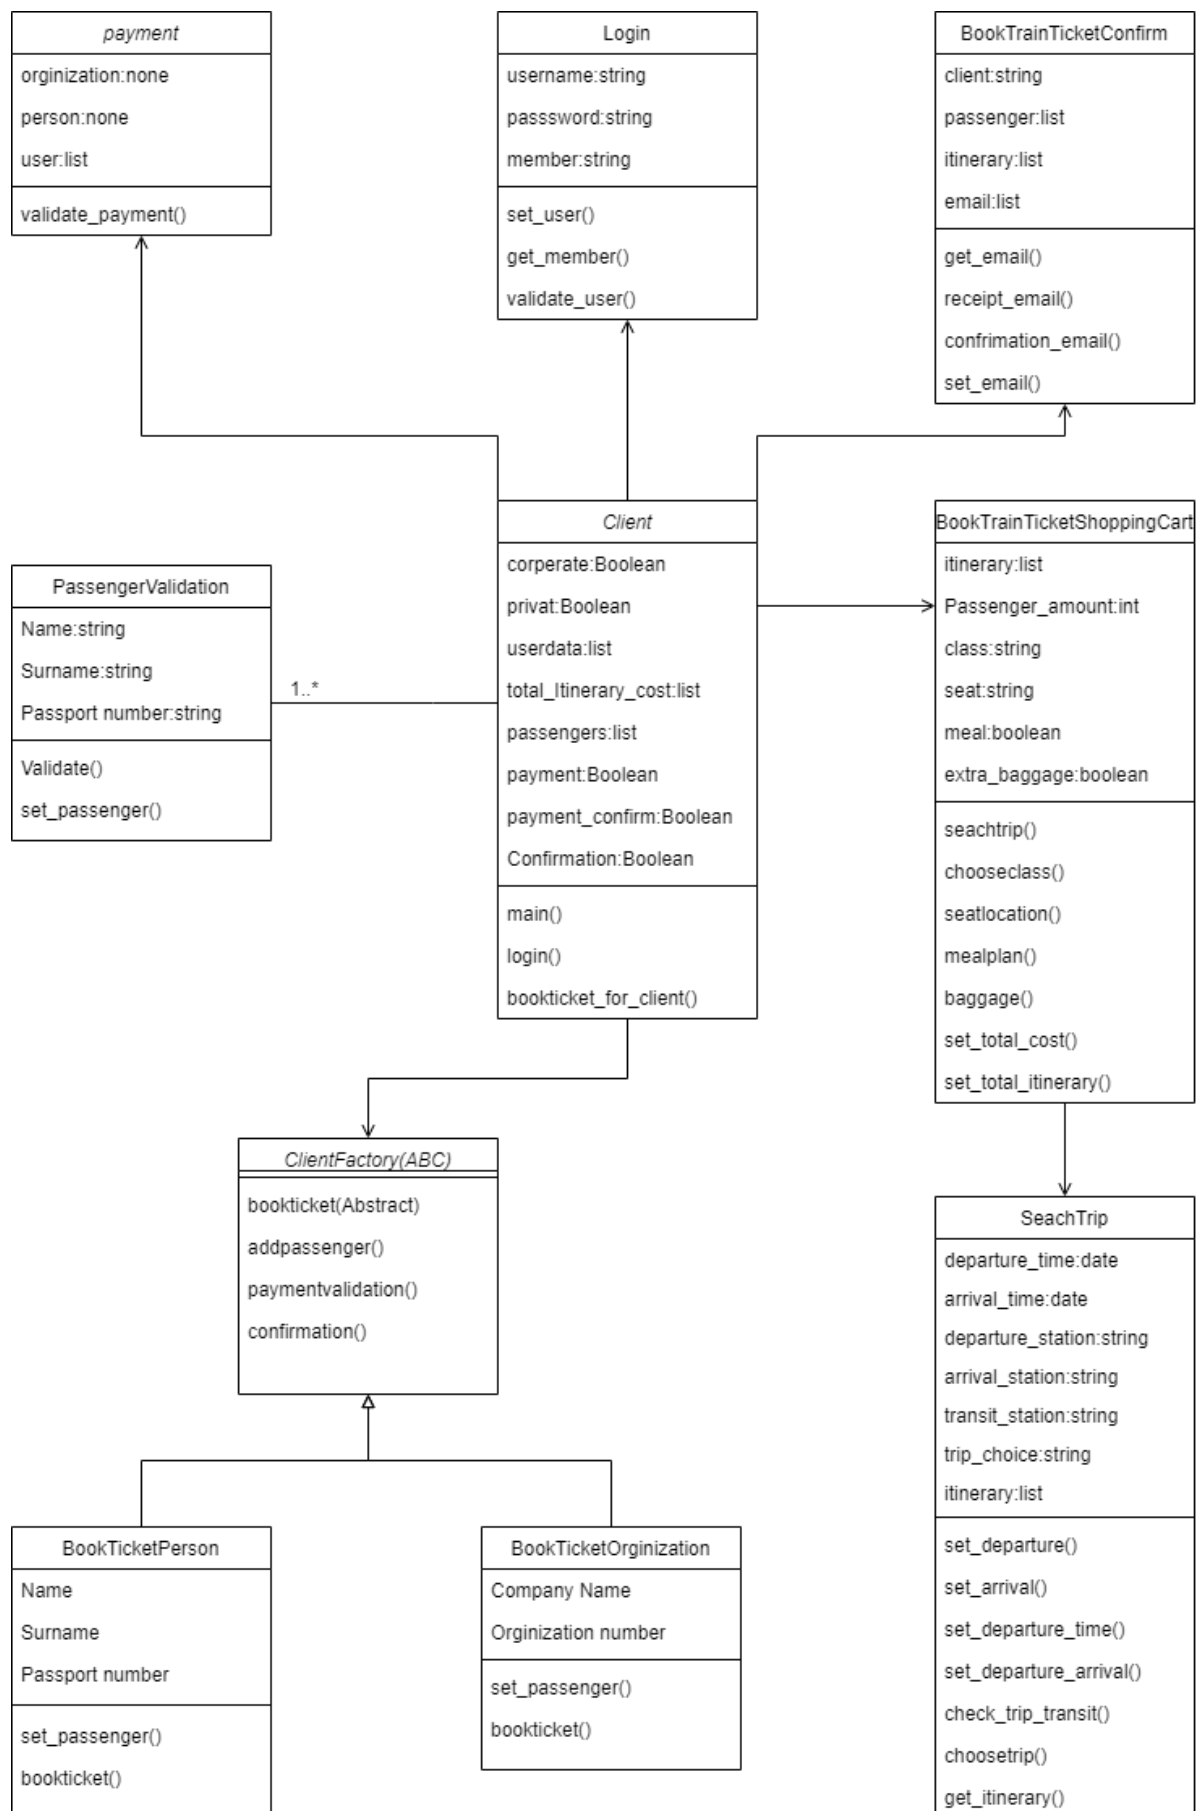 payment
orginization:none
person:none
user:list
validate_payment()
Login
username:string
passsword:string
member:string
set_user()
get_member()
validate_user()
BookTrainTicketConfirm
client:string
passenger:list
itinerary:list
email:list
get_email()
receipt_email()
confrimation_email()
set_email()
PassengerValidation
Name:string
Surname:string
Passport number:string
Validate()
set_passenger()
1..*
Client
corperate:Boolean
privat:Boolean
userdata:list
total_Itinerary_cost:list
passengers:list
payment:Boolean
payment_confirm:Boolean
Confirmation:Boolean
main()
login()
bookticket_for_client()
BookTrainTicketShoppingCart
itinerary:list
Passenger_amount:int
class:string
seat:string
meal:boolean
extra_baggage:boolean
seachtrip()
chooseclass()
seatlocation()
mealplan()
baggage()
set_total_cost()
set_total_itinerary()
ClientFactory(ABC)
bookticket(Abstract)
addpassenger()
paymentvalidation()
confirmation()
BookTicketPerson
Name
Surname
Passport number
set_passenger()
bookticket()
BookTicketOrginization
Company Name
Orginization number
set_passenger()
bookticket()
SeachTrip
departure_time:date
arrival_time:date
departure_station:string
arrival_station:string
transit_station:string
trip_choice:string
itinerary:list
set_departure()
set_arrival()
set_departure_time()
set_departure_arrival()
check_trip_transit()
choosetrip()
get_itinerary()